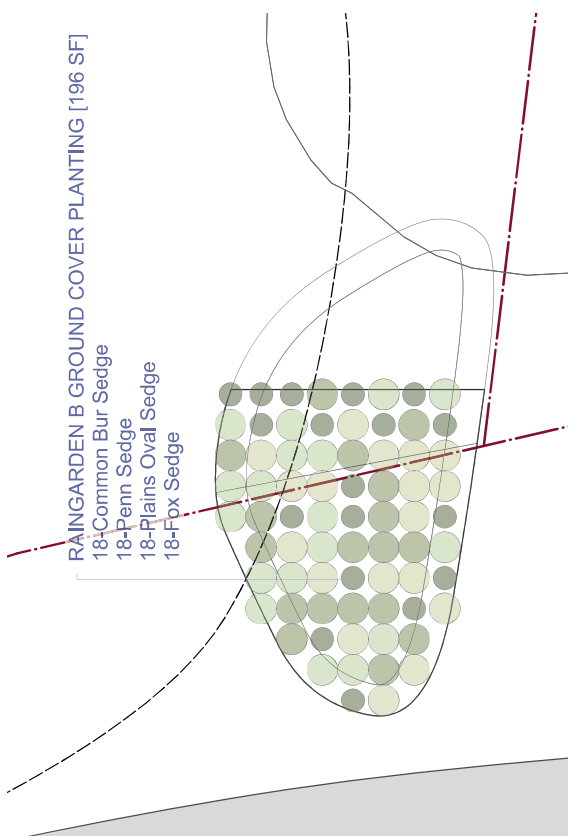 RAINGARDEN B GROUND COVER PLANTING [196 SF]
18-Common Bur Sedge
18-Penn Sedge
18-Plains Oval Sedge
18-Fox Sedge